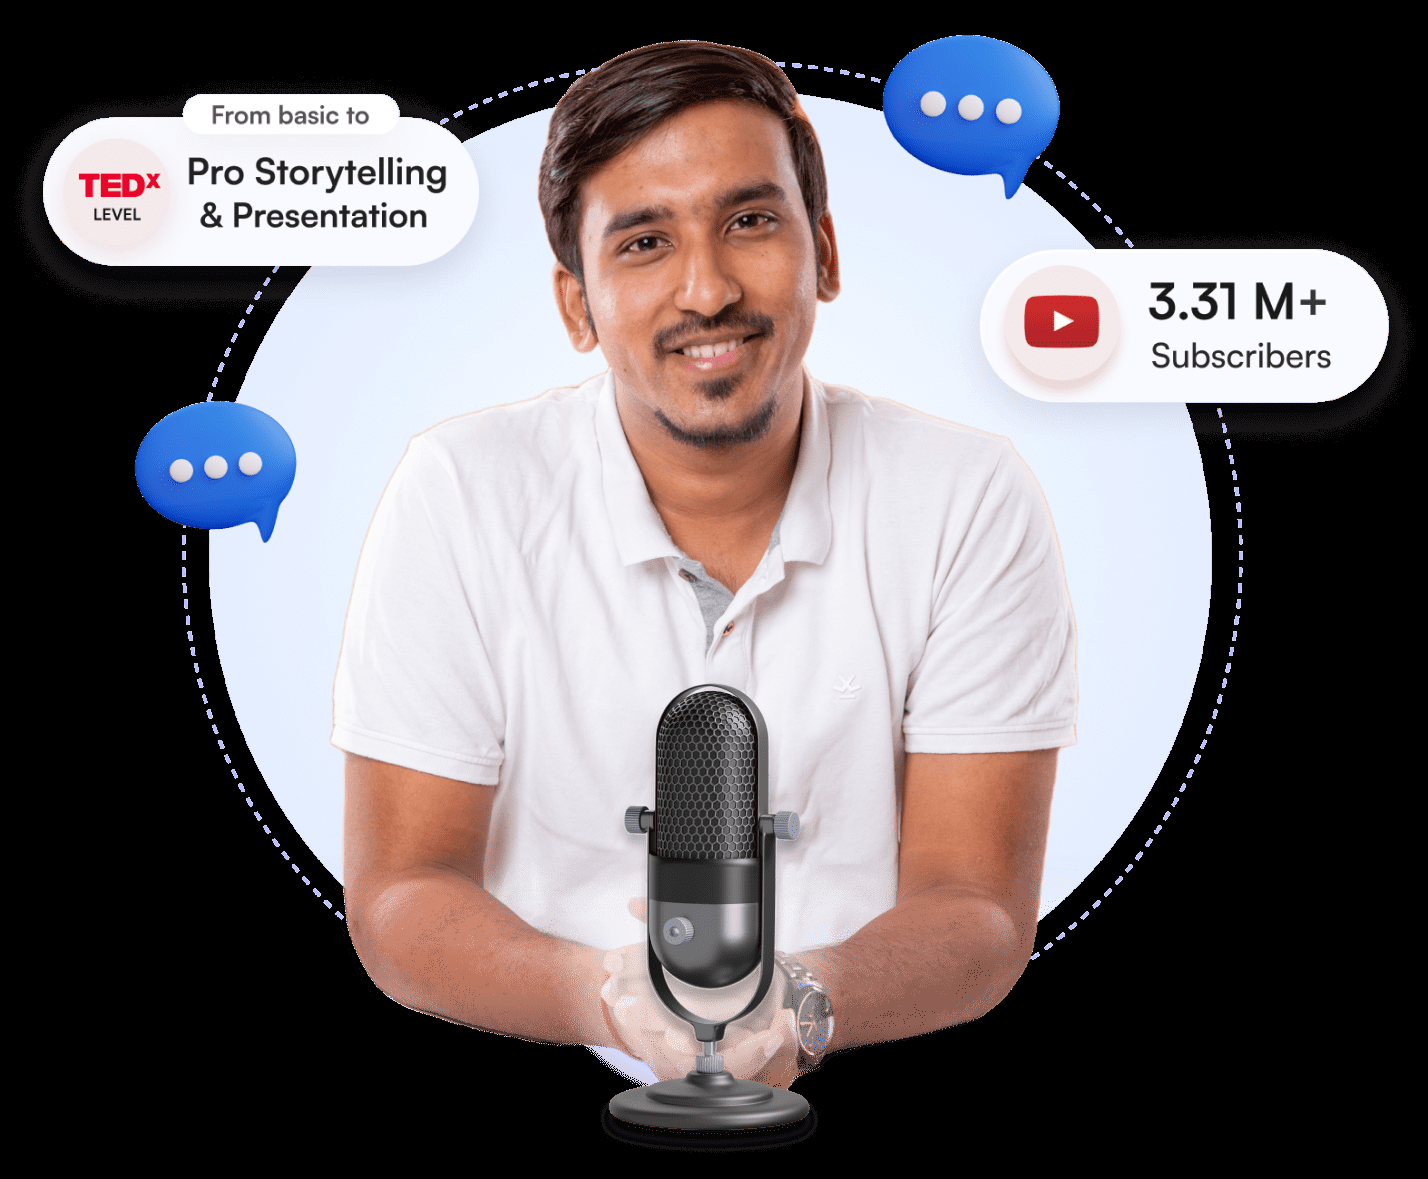 From basic to
TEDx
LEVEL
Pro Storytelling
& Presentation
3.31 M+
Subscribers